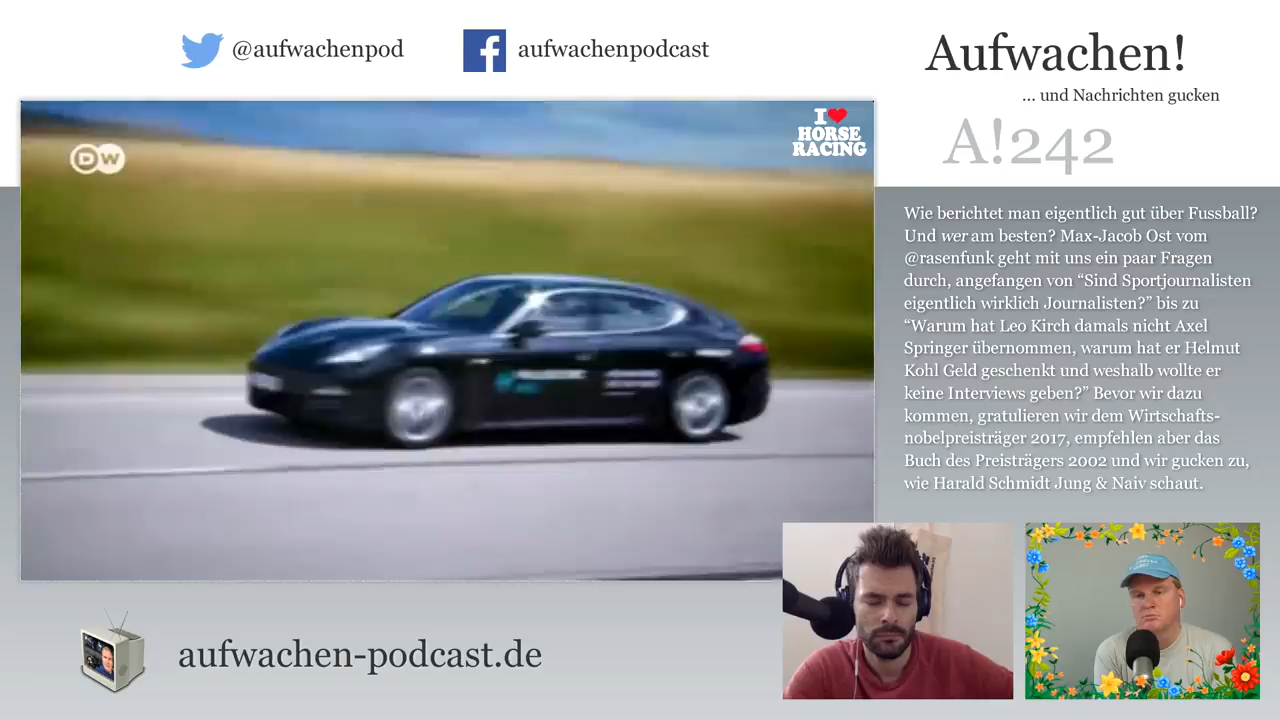 @aufwachenpod
aufwachenpodcast
Aufwachen!
... und Nachrichten gucken
A!242
I
HORSE
RACING
DW
Wie berichtet man eigentlich gut über Fussball?
Und wer am besten? Max-Jacob Ost vom
@rasenfunk geht mit uns ein paar Fragen
durch, angefangen von “Sind Sportjournalisten
eigentlich wirklich Journalisten?” bis zu
“Warum hat Leo Kirch damals nicht Axel
Springer übernommen, warum hat er Helmut
Kohl Geld geschenkt und weshalb wollte er
keine Interviews geben?” Bevor wir dazu
kommen, gratulieren wir dem Wirtschafts-
nobelpreisträger 2017, empfehlen aber das
Buch des Preisträgers 2002 und wir gucken zu,
wie Harald Schmidt Jung & Naiv schaut.
aufwachen-podcast.de